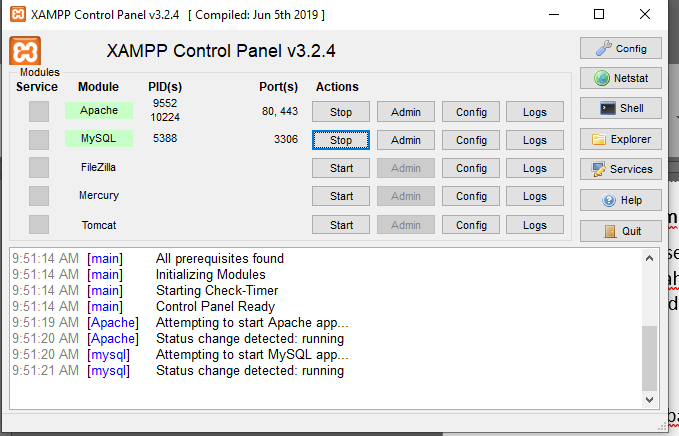 XAMPP Control Panel v3.2.4 [ Compiled: Jun 5th 2019 ]
XAMPP Control Panel v3.2.4
Config
Modules
Service Module PID(s) Port(s) Actions
Netstat
Apache 9552 10224 80, 443 Stop Admin Config Logs
Shell
MySQL 5388 3306 Stop Admin Config Logs
Explorer
FileZilla Start Admin Config Logs
Services
Mercury Start Admin Config Logs
Help
Tomcat Start Admin Config Logs
Quit
9:51:14 AM [main] All prerequisites found
9:51:14 AM [main] Initializing Modules
9:51:14 AM [main] Starting Check-Timer
9:51:14 AM [main] Control Panel Ready
9:51:19 AM [Apache] Attempting to start Apache app...
9:51:20 AM [Apache] Status change detected: running
9:51:20 AM [mysql] Attempting to start MySQL app...
9:51:21 AM [mysql] Status change detected: running